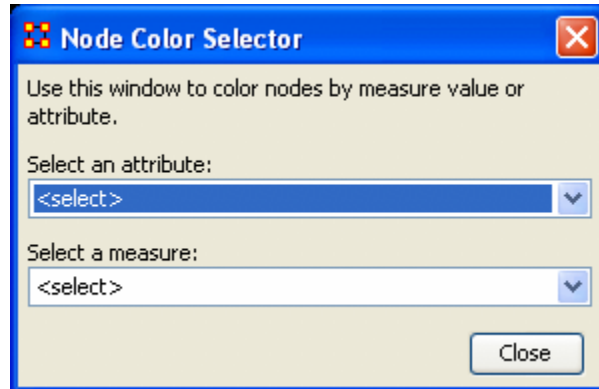 Node Color Selector
Use this window to color nodes by measure value or
attribute.
Select an attribute:
<select>
Select a measure:
<select>
Close